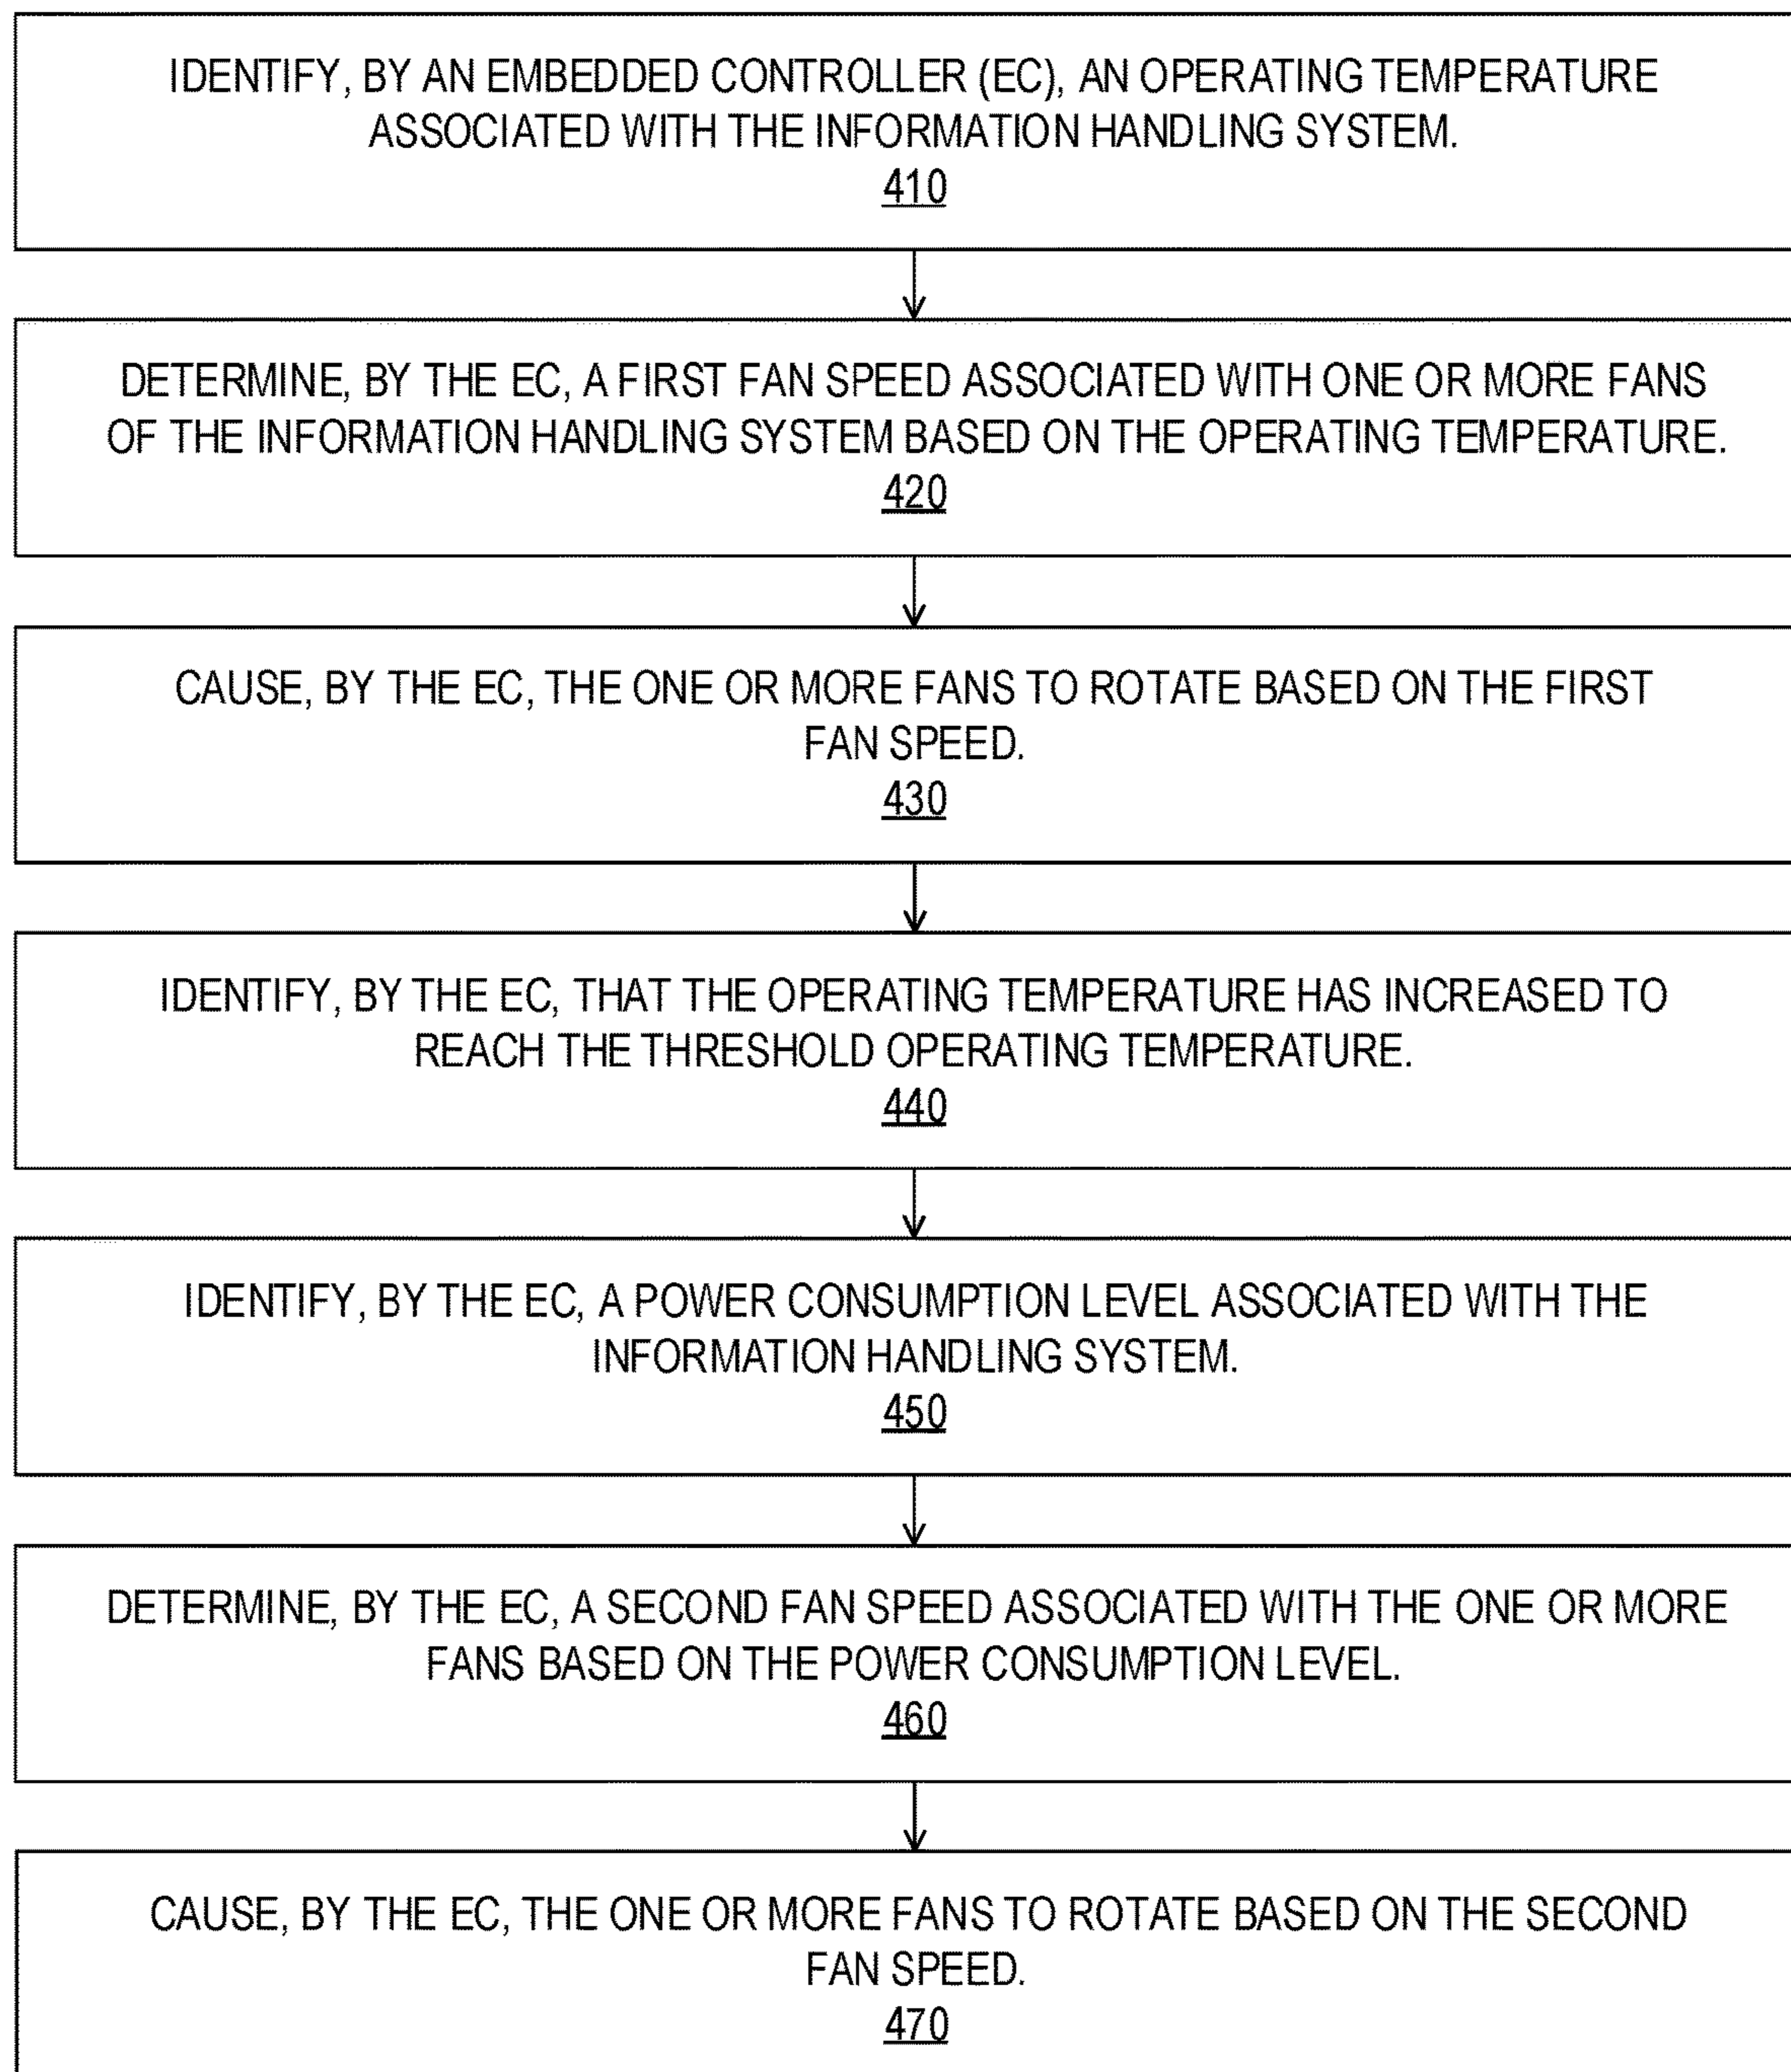 IDENTIFY, BY AN EMBEDDED CONTROLLER (EC), AN OPERATING TEMPERATURE
ASSOCIATED WITH THE INFORMATION HANDLING SYSTEM.
410
DETERMINE, BY THE EC, A FIRST FAN SPEED ASSOCIATED WITH ONE OR MORE FANS
OF THE INFORMATION HANDLING SYSTEM BASED ON THE OPERATING TEMPERATURE.
420
CAUSE, BY THE EC, THE ONE OR MORE FANS TO ROTATE BASED ON THE FIRST
FAN SPEED.
430
IDENTIFY, BY THE EC, THAT THE OPERATING TEMPERATURE HAS INCREASED TO
REACH THE THRESHOLD OPERATING TEMPERATURE.
440
IDENTIFY, BY THE EC, A POWER CONSUMPTION LEVEL ASSOCIATED WITH THE
INFORMATION HANDLING SYSTEM.
450
DETERMINE, BY THE EC, A SECOND FAN SPEED ASSOCIATED WITH THE ONE OR MORE
FANS BASED ON THE POWER CONSUMPTION LEVEL.
460
CAUSE, BY THE EC, THE ONE OR MORE FANS TO ROTATE BASED ON THE SECOND
FAN SPEED.
470